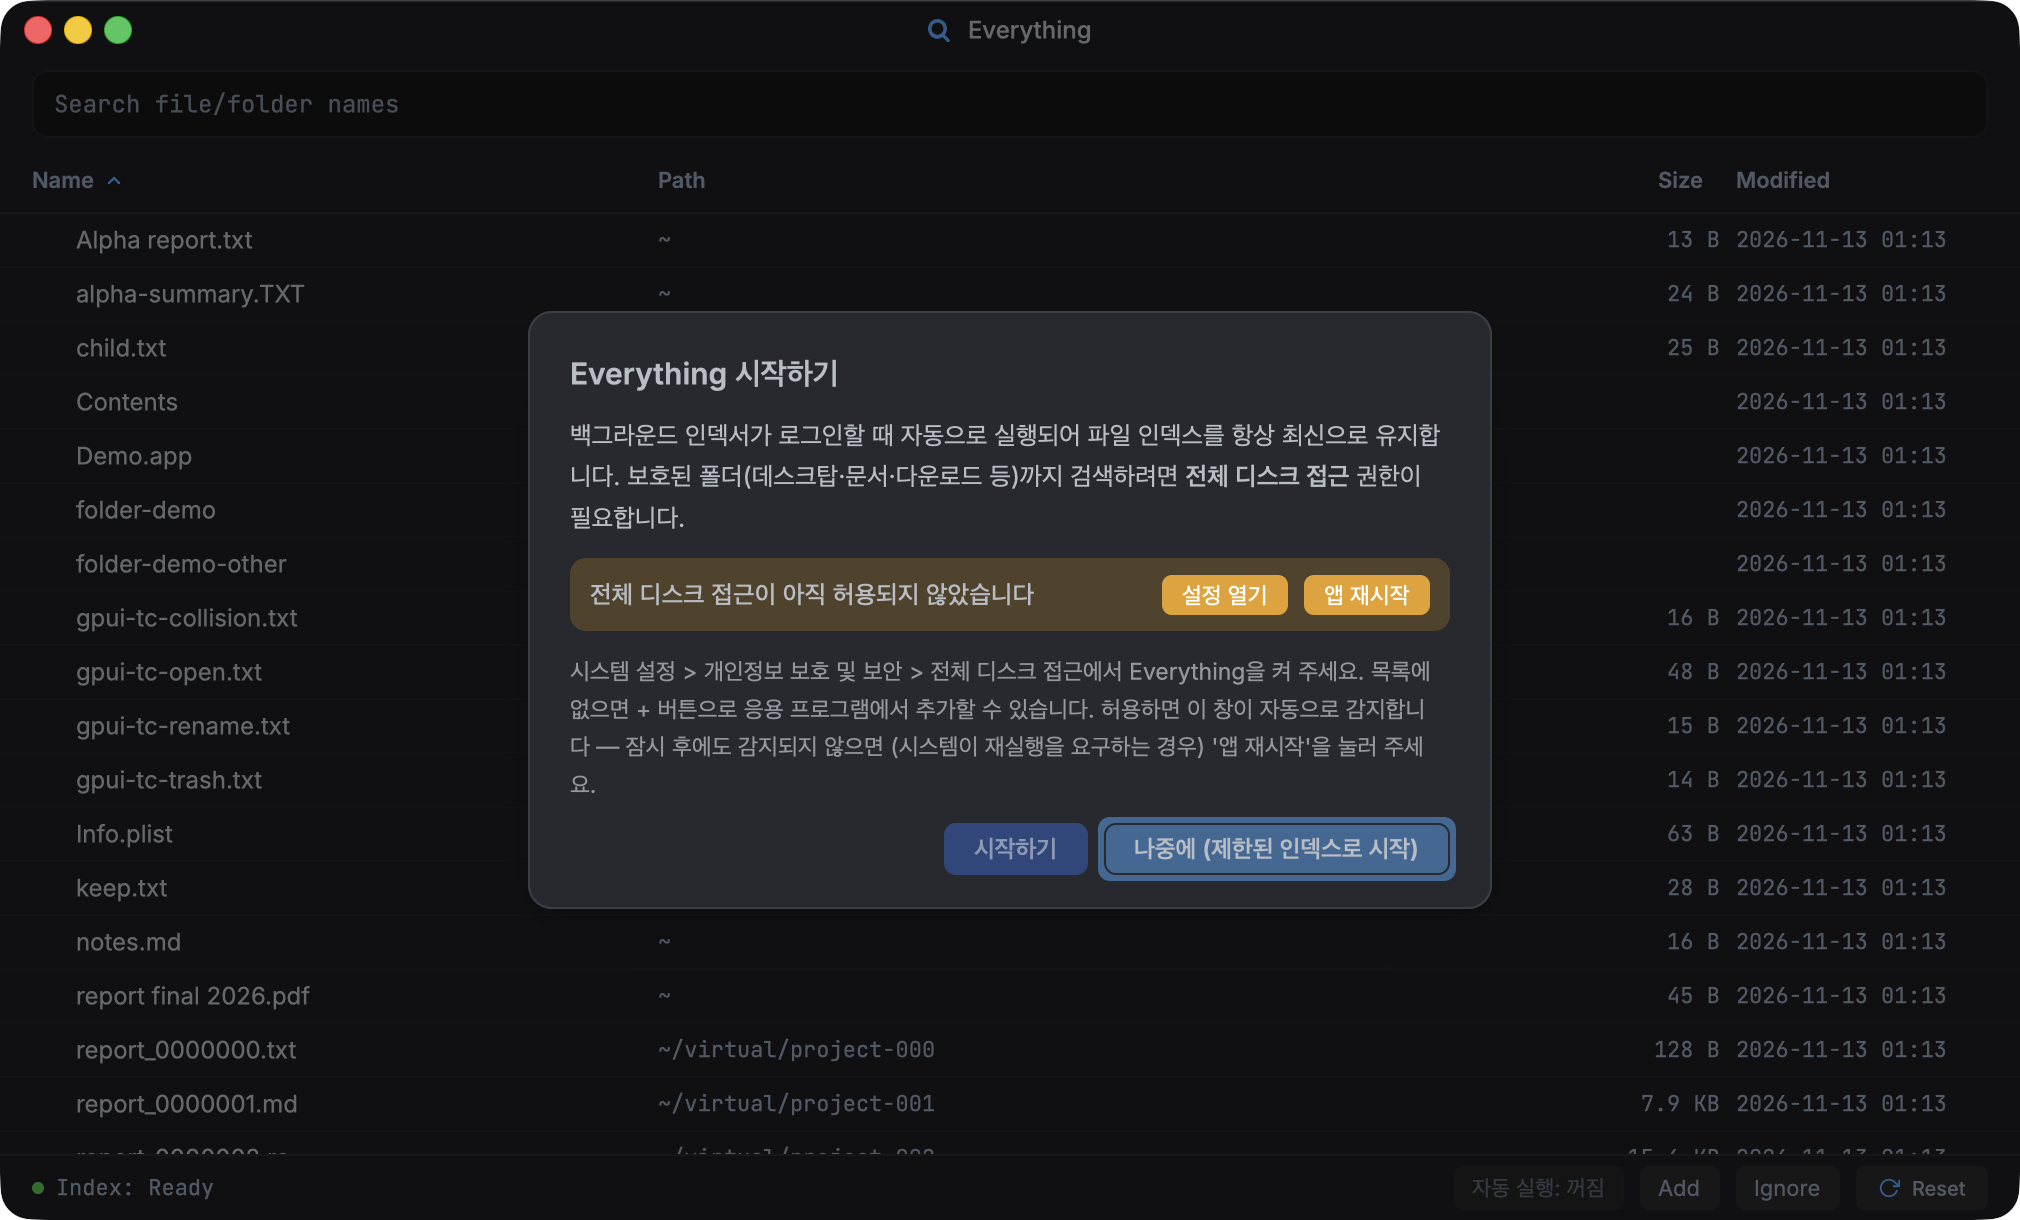 Everything
Search file/folder names
Name Path Size Modified
Alpha report.txt ~ 13 B 2026-11-13 01:13
alpha-summary.TXT ~ 24 B 2026-11-13 01:13
child.txt 25 B 2026-11-13 01:13
Contents 2026-11-13 01:13
Demo.app 2026-11-13 01:13
folder-demo 2026-11-13 01:13
folder-demo-other 2026-11-13 01:13
gpui-tc-collision.txt 16 B 2026-11-13 01:13
gpui-tc-open.txt 48 B 2026-11-13 01:13
gpui-tc-rename.txt 15 B 2026-11-13 01:13
gpui-tc-trash.txt 14 B 2026-11-13 01:13
Info.plist 63 B 2026-11-13 01:13
keep.txt 28 B 2026-11-13 01:13
notes.md ~ 16 B 2026-11-13 01:13
report final 2026.pdf ~ 45 B 2026-11-13 01:13
report_0000000.txt ~/virtual/project-000 128 B 2026-11-13 01:13
report_0000001.md ~/virtual/project-001 7.9 KB 2026-11-13 01:13
Everything 시작하기
백그라운드 인덱서가 로그인할 때 자동으로 실행되어 파일 인덱스를 항상 최신으로 유지합
니다. 보호된 폴더(데스크탑·문서·다운로드 등)까지 검색하려면 전체 디스크 접근 권한이
필요합니다.
전체 디스크 접근이 아직 허용되지 않았습니다 설정 열기 앱 재시작
시스템 설정 > 개인정보 보호 및 보안 > 전체 디스크 접근에서 Everything을 켜 주세요. 목록에
없으면 + 버튼으로 응용 프로그램에서 추가할 수 있습니다. 허용하면 이 창이 자동으로 감지합니
다 — 잠시 후에도 감지되지 않으면 (시스템이 재실행을 요구하는 경우) '앱 재시작'을 눌러 주세
요.
시작하기 나중에 (제한된 인덱스로 시작)
Index: Ready 자동 실행: 꺼짐 Add Ignore Reset